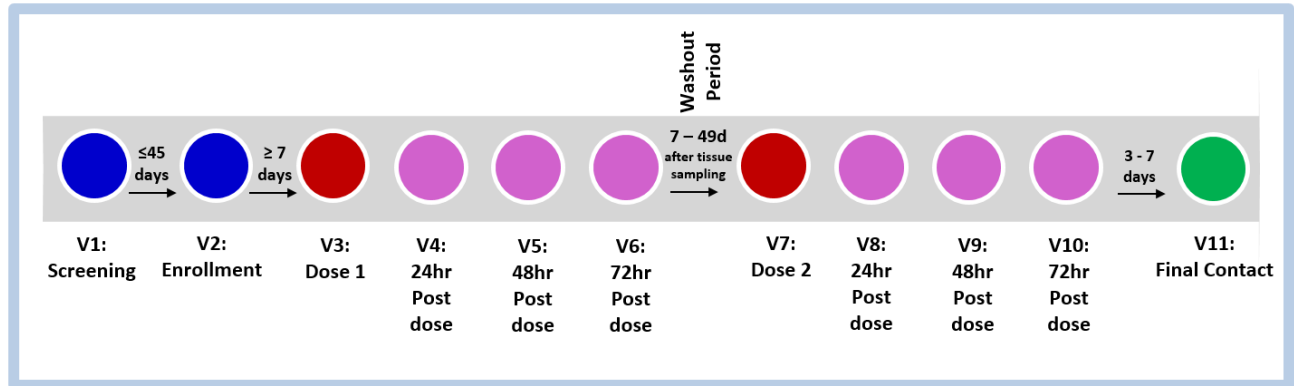 Washout
Period
≤45
days
≥ 7
days
7 – 49d
after tissue
sampling
3 - 7
days
V1:
Screening
V2:
Enrollment
V3:
Dose 1
V4:
24hr
Post
dose
V5:
48hr
Post
dose
V6:
72hr
Post
dose
V7:
Dose 2
V8:
24hr
Post
dose
V9:
48hr
Post
dose
V10:
72hr
Post
dose
V11:
Final Contact